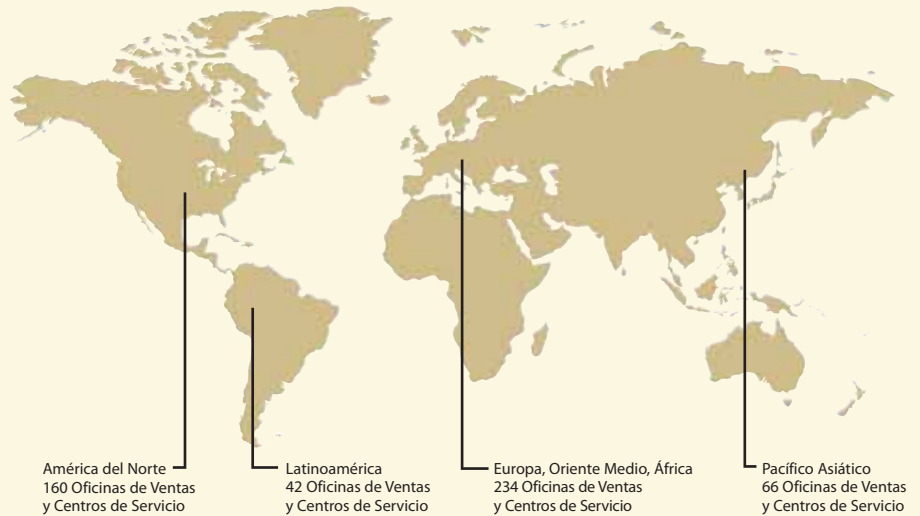 América del Norte
160 Oficinas de Ventas
y Centros de Servicio
Latinoamérica
42 Oficinas de Ventas
y Centros de Servicio
Europa, Oriente Medio, África
234 Oficinas de Ventas
y Centros de Servicio
Pacífico Asiático
66 Oficinas de Ventas
y Centros de Servicio